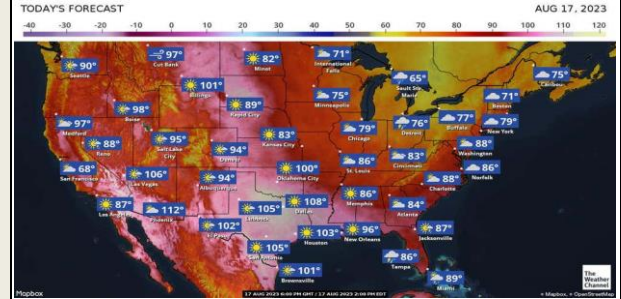 TODAY'S FORECAST
AUG 17, 2023
-40 -30 -20 -10 0 10 20 30 40 50 60 70 80 90 100 110 120
90°
Seattle
97°
Cut Bank
82°
Minot
71°
International
Falls
65°
Sault Ste.
Marie
75°
Caribou
101°
Billings
89°
Rapid City
75°
Minneapolis
71°
Boston
98°
Boise
97°
Medford
88°
Reno
95°
Salt Lake
City
94°
Denver
83°
Kansas City
79°
Chicago
76°
Detroit
77°
Buffalo
79°
New York
88°
Washington
86°
Norfolk
68°
San Francisco
106°
Las Vegas
94°
Albuquerque
100°
Oklahoma City
86°
St. Louis
83°
Cincinnati
88°
Charlotte
87°
Los Angeles
112°
Phoenix
102°
El Paso
105°
Odessa
108°
Dallas
86°
Memphis
84°
Atlanta
87°
Jacksonville
105°
San Antonio
103°
Houston
96°
New Orleans
101°
Brownsville
86°
Tampa
89°
Miami
The
Weather
Channel
Mapbox
17 AUG 2023 6:00 PM GMT / 17 AUG 2023 2:00 PM EDT
© Mapbox, © OpenStreetMap